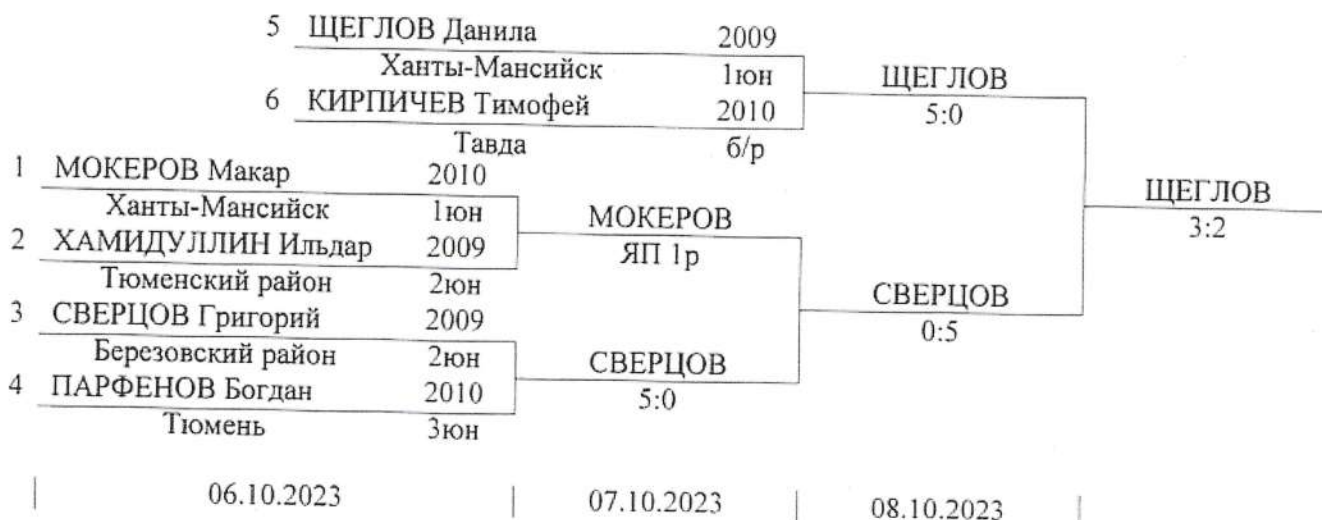 5 ЩЕГЛОВ Данила 2009
Ханты-Мансийск 1юн
ЩЕГЛОВ
6 КИРПИЧЕВ Тимофей 2010
5:0
Тавда б/р
1 МОКЕРОВ Макар 2010
ЩЕГЛОВ
Ханты-Мансийск 1юн
МОКЕРОВ
3:2
2 ХАМИДУЛЛИН Ильдар 2009
ЯП 1р
Тюменский район 2юн
СВЕРЦОВ
3 СВЕРЦОВ Григорий 2009
0:5
Березовский район 2юн
СВЕРЦОВ
4 ПАРФЕНОВ Богдан 2010
5:0
Тюмень 3юн
06.10.2023 07.10.2023 08.10.2023